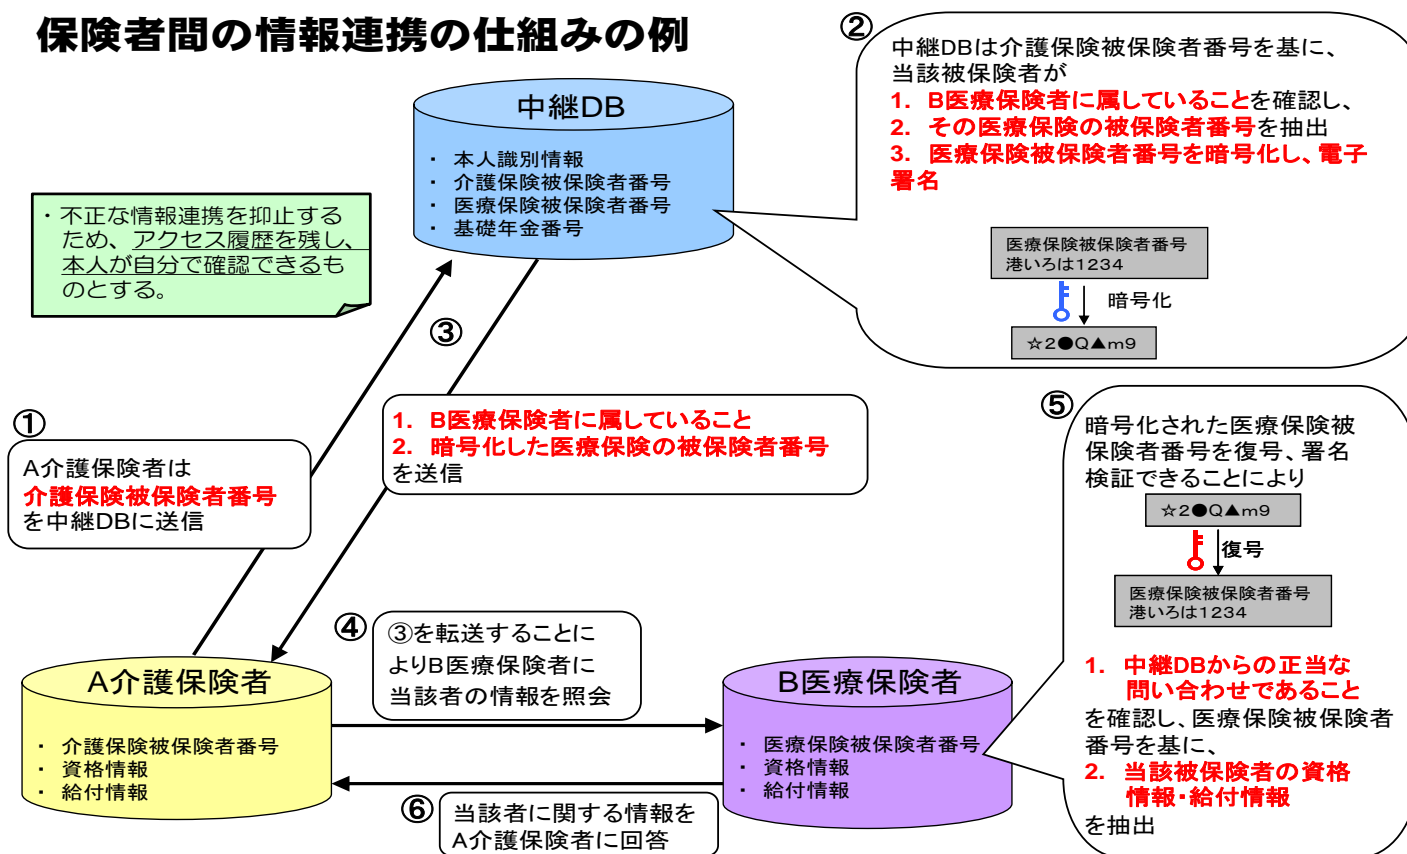 保険者間の情報連携の仕組みの例
②
中継DBは介護保険被保険者番号を基に、
当該被保険者が
1. B医療保険者に属していることを確認し、
2. その医療保険の被保険者番号を抽出
3. 医療保険被保険者番号を暗号化し、電子
署名
医療保険被保険者番号
港いろは1234
暗号化
☆2●Q▲m9
中継DB
・ 本人識別情報
・ 介護保険被保険者番号
・ 医療保険被保険者番号
・ 基礎年金番号
・不正な情報連携を抑止する
ため、アクセス履歴を残し、
本人が自分で確認できるも
のとする。
③
1. B医療保険者に属していること
2. 暗号化した医療保険の被保険者番号
を送信
①
A介護保険者は
介護保険被保険者番号
を中継DBに送信
⑤
暗号化された医療保険被
保険者番号を復号、署名
検証できることにより
☆2●Q▲m9
復号
医療保険被保険者番号
港いろは1234
1. 中継DBからの正当な
問い合わせであること
を確認し、医療保険被保険者
番号を基に、
2. 当該被保険者の資格
情報・給付情報
を抽出
④
③を転送することに
よりB医療保険者に
当該者の情報を照会
A介護保険者
・ 介護保険被保険者番号
・ 資格情報
・ 給付情報
B医療保険者
・ 医療保険被保険者番号
・ 資格情報
・ 給付情報
⑥
当該者に関する情報を
A介護保険者に回答